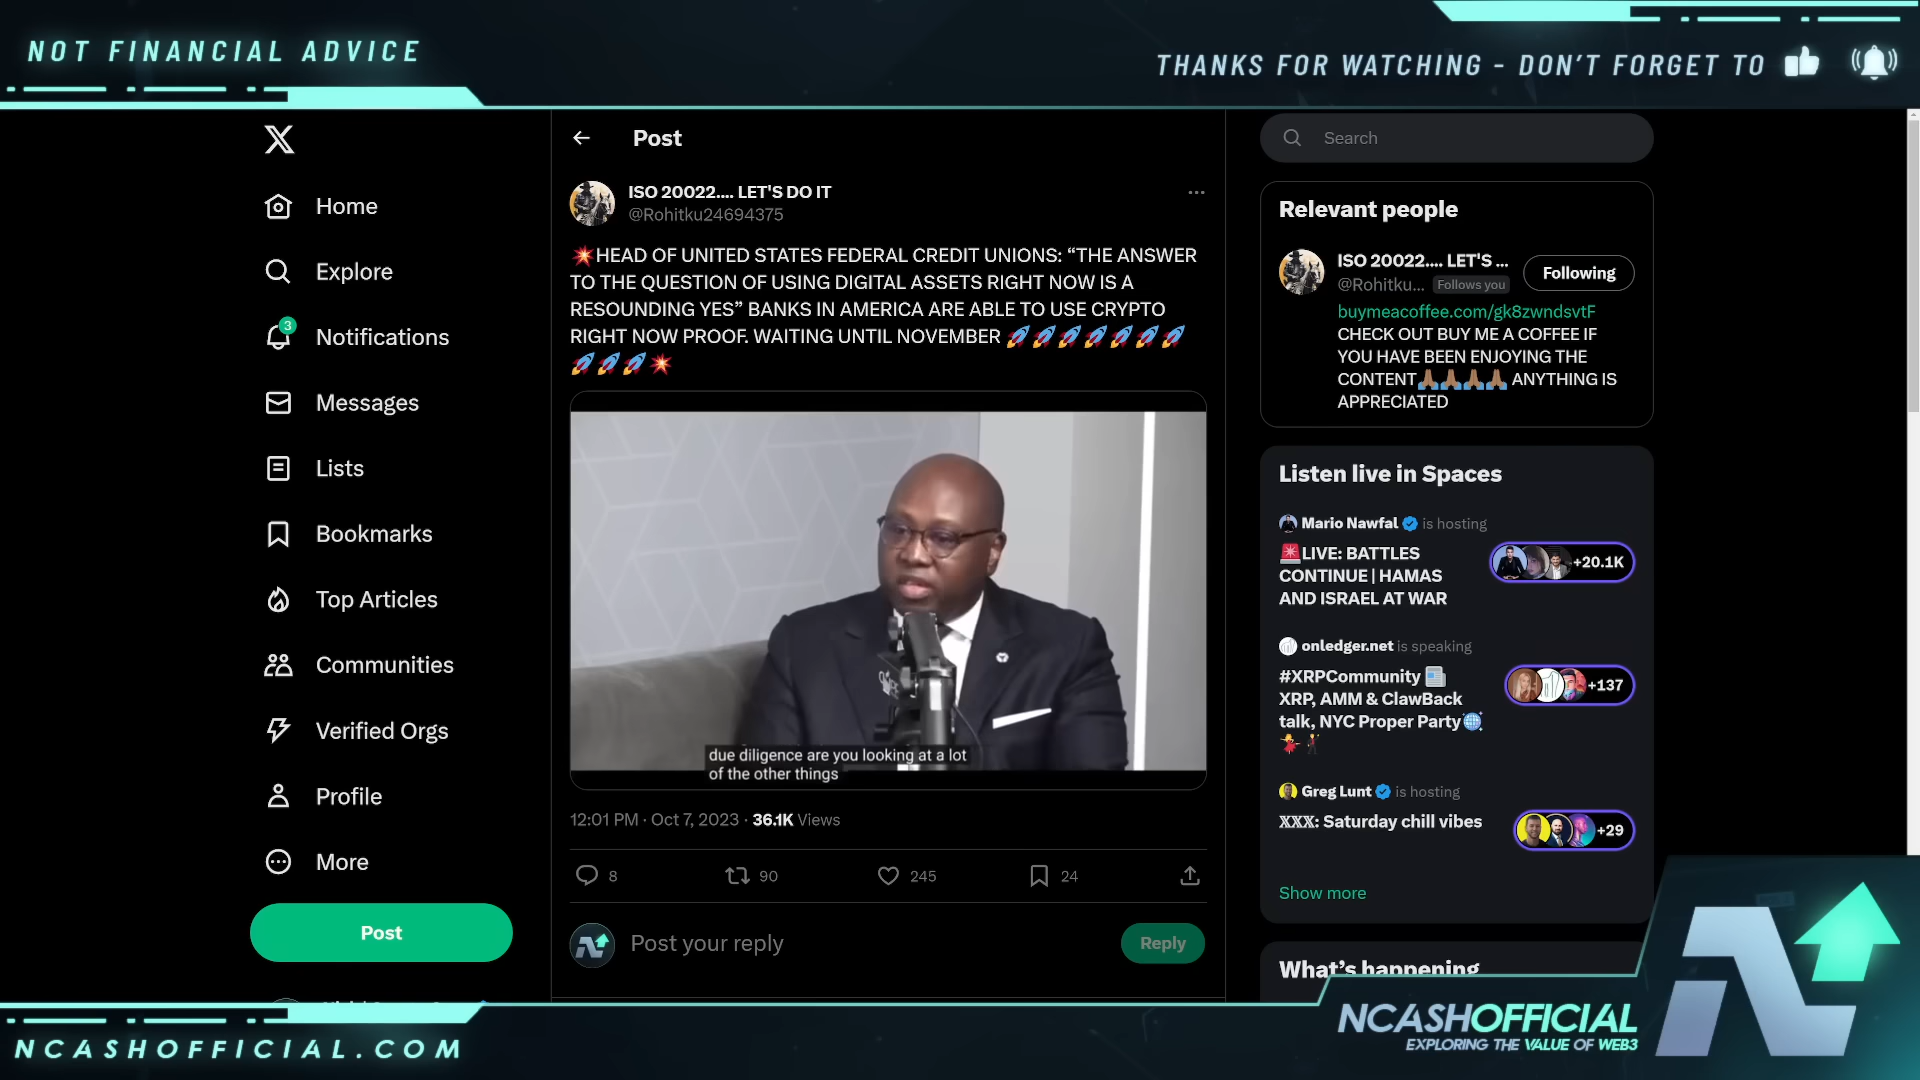 NOT FINANCIAL ADVICE
THANKS FOR WATCHING - DON'T FORGET TO
Post
Search
ISO 20022.... LET'S DO IT
@Rohitku24694375
💥HEAD OF UNITED STATES FEDERAL CREDIT UNIONS: “THE ANSWER
TO THE QUESTION OF USING DIGITAL ASSETS RIGHT NOW IS A
RESOUNDING YES” BANKS IN AMERICA ARE ABLE TO USE CRYPTO
RIGHT NOW PROOF. WAITING UNTIL NOVEMBER 🚀🚀🚀🚀🚀🚀🚀
🚀🚀🚀💥
due diligence are you looking at a lot
of the other things
12:01 PM · Oct 7, 2023 · 36.1K Views
8 90 245 24
Post your reply
Reply
Home
Explore
3
Notifications
Messages
Lists
Bookmarks
Top Articles
Communities
Verified Orgs
Profile
More
Post
Relevant people
ISO 20022.... LET'S ...
@Rohitku... Follows you
Following
buymeacoffee.com/gk8zwndsvtF
CHECK OUT BUY ME A COFFEE IF
YOU HAVE BEEN ENJOYING THE
CONTENT🙏🏾🙏🏾🙏🏾🙏🏾 ANYTHING IS
APPRECIATED
Listen live in Spaces
Mario Nawfal is hosting
🚨LIVE: BATTLES
CONTINUE | HAMAS
AND ISRAEL AT WAR
+20.1K
onledger.net is speaking
#XRPCommunity 📰
XRP, AMM & ClawBack
talk, NYC Proper Party🌐
💃🕺
+137
Greg Lunt is hosting
XXX: Saturday chill vibes
+29
Show more
What's happening
NCASHOFFICIAL.COM
NCASHOFFICIAL
EXPLORING THE VALUE OF WEB3